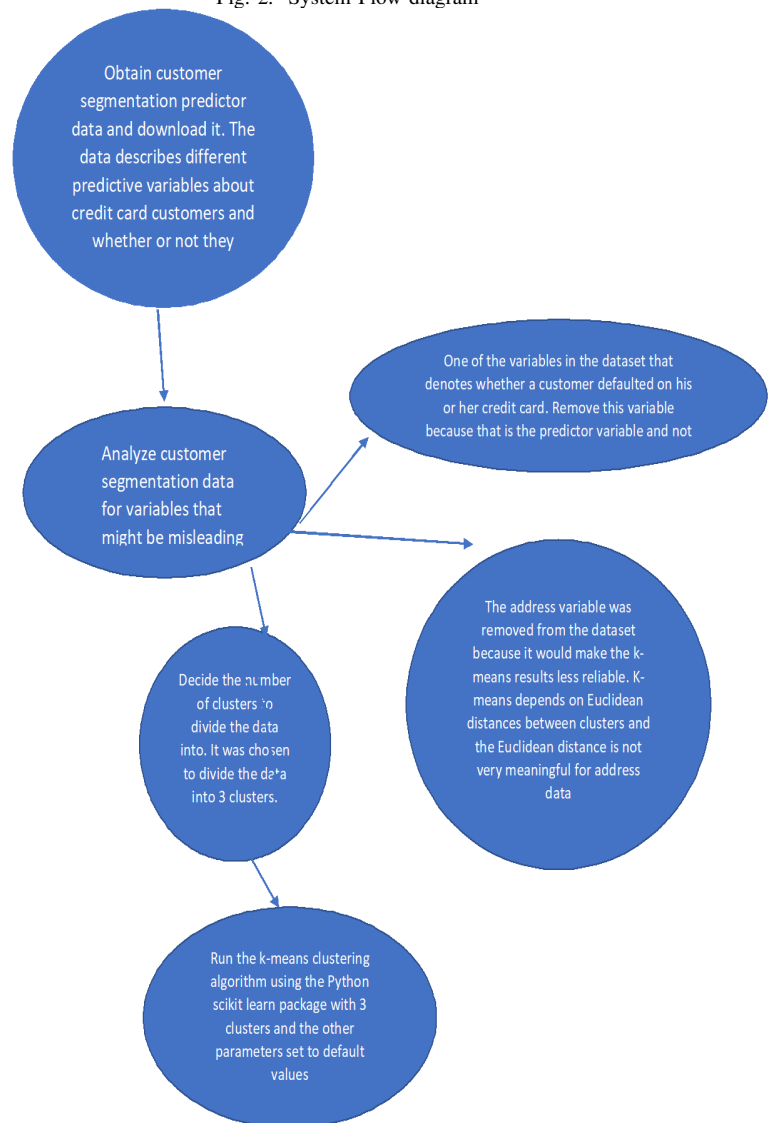 Fig. 2. System Flow diagram
Obtain customer
segmentation predictor
data and download it. The
data describes different
predictive variables about
credit card customers and
whether or not they
One of the variables in the dataset that
denotes whether a customer defaulted on his
or her credit card. Remove this variable
because that is the predictor variable and not
Analyze customer
segmentation data
for variables that
might be misleading
The address variable was
removed from the dataset
because it would make the k-
means results less reliable. K-
means depends on Euclidean
distances between clusters and
the Euclidean distance is not
very meaningful for address
data
Decide the number
of clusters to
divide the data
into. It was chosen
to divide the data
into 3 clusters.
Run the k-means clustering
algorithm using the Python
scikit learn package with 3
clusters and the other
parameters set to default
values